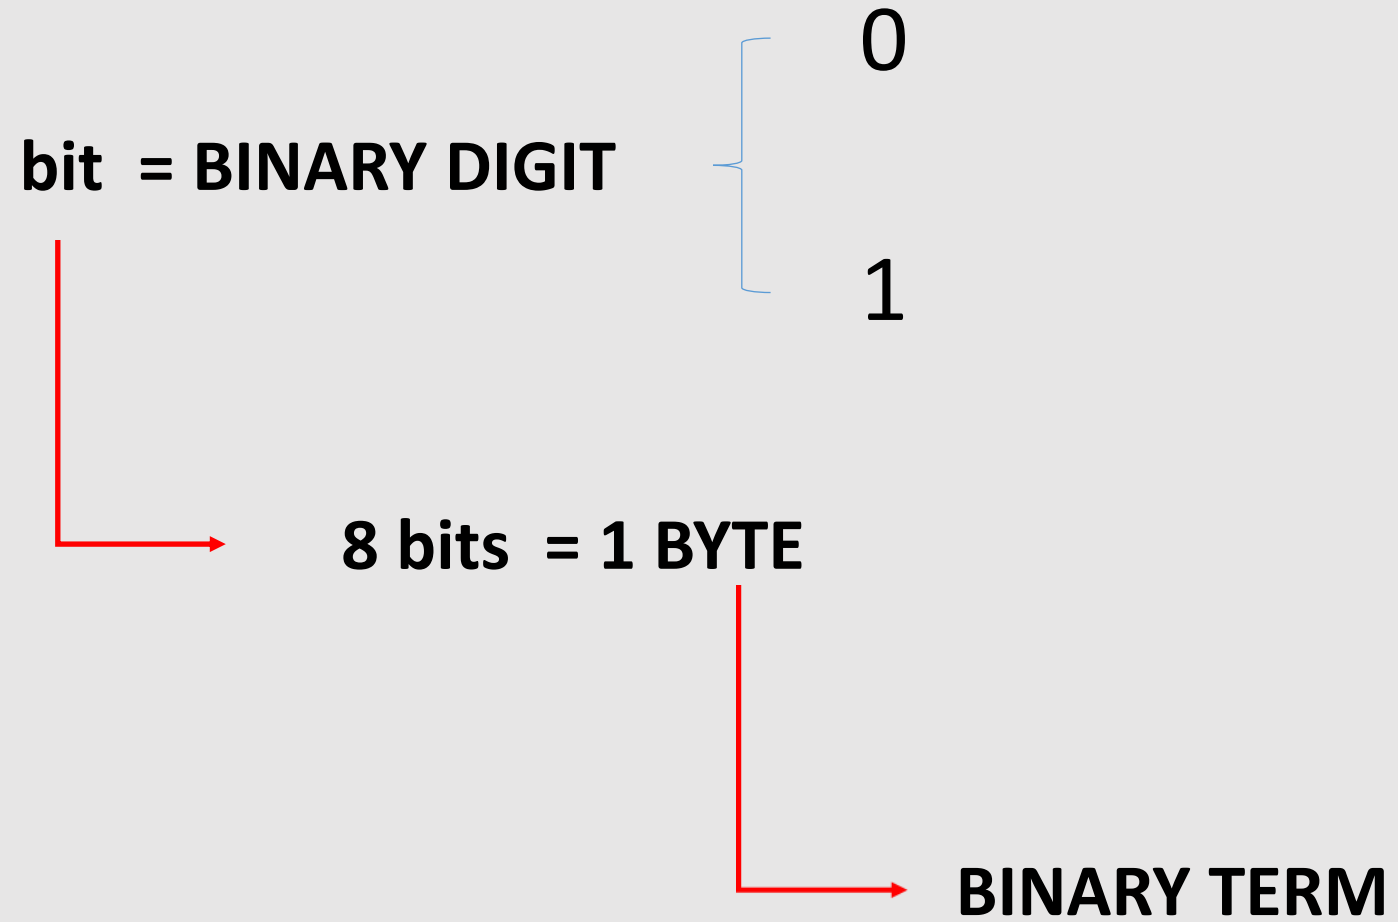 0
bit = BINARY DIGIT
1
8 bits = 1 BYTE
BINARY TERM